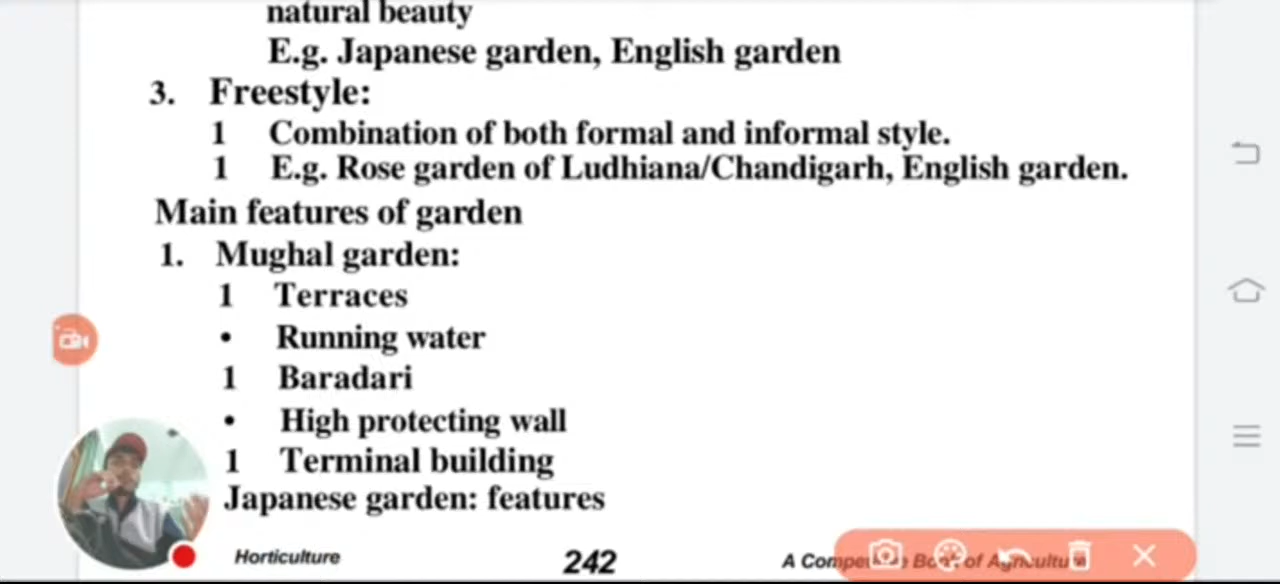 natural beauty
E.g. Japanese garden, English garden
3. Freestyle:
1 Combination of both formal and informal style.
1 E.g. Rose garden of Ludhiana/Chandigarh, English garden.
Main features of garden
1. Mughal garden:
1 Terraces
• Running water
1 Baradari
• High protecting wall
1 Terminal building
Japanese garden: features
Horticulture 242 A of